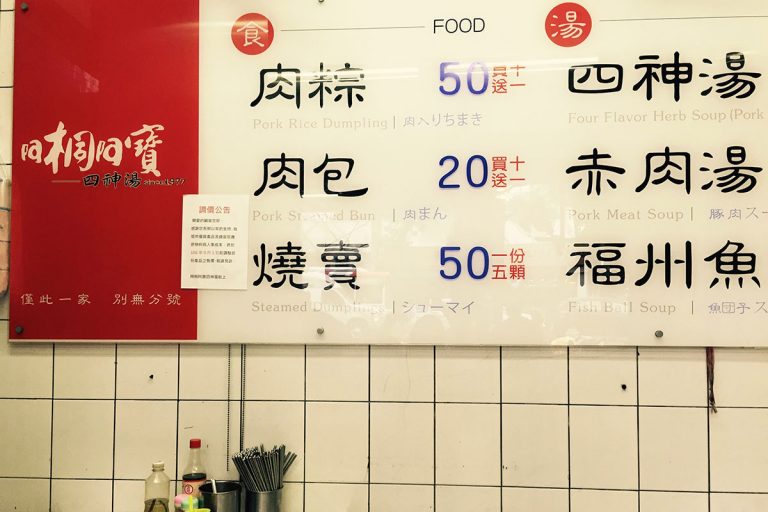 阿桐阿寶
四神湯 since1977
調價公告
僅此一家 別無分號
食 FOOD
肉粽 50 買十送一
Pork Rice Dumpling | 肉入りちまき
肉包 20 買十送一
Pork Steamed Bun | 肉まん
燒賣 50 一份五顆
Steamed Dumplings | シューマイ
湯
四神湯
Four Flavor Herb Soup (Pork
赤肉湯
Pork Meat Soup | 豚肉スー
福州魚
Fish Ball Soup | 魚団子ス